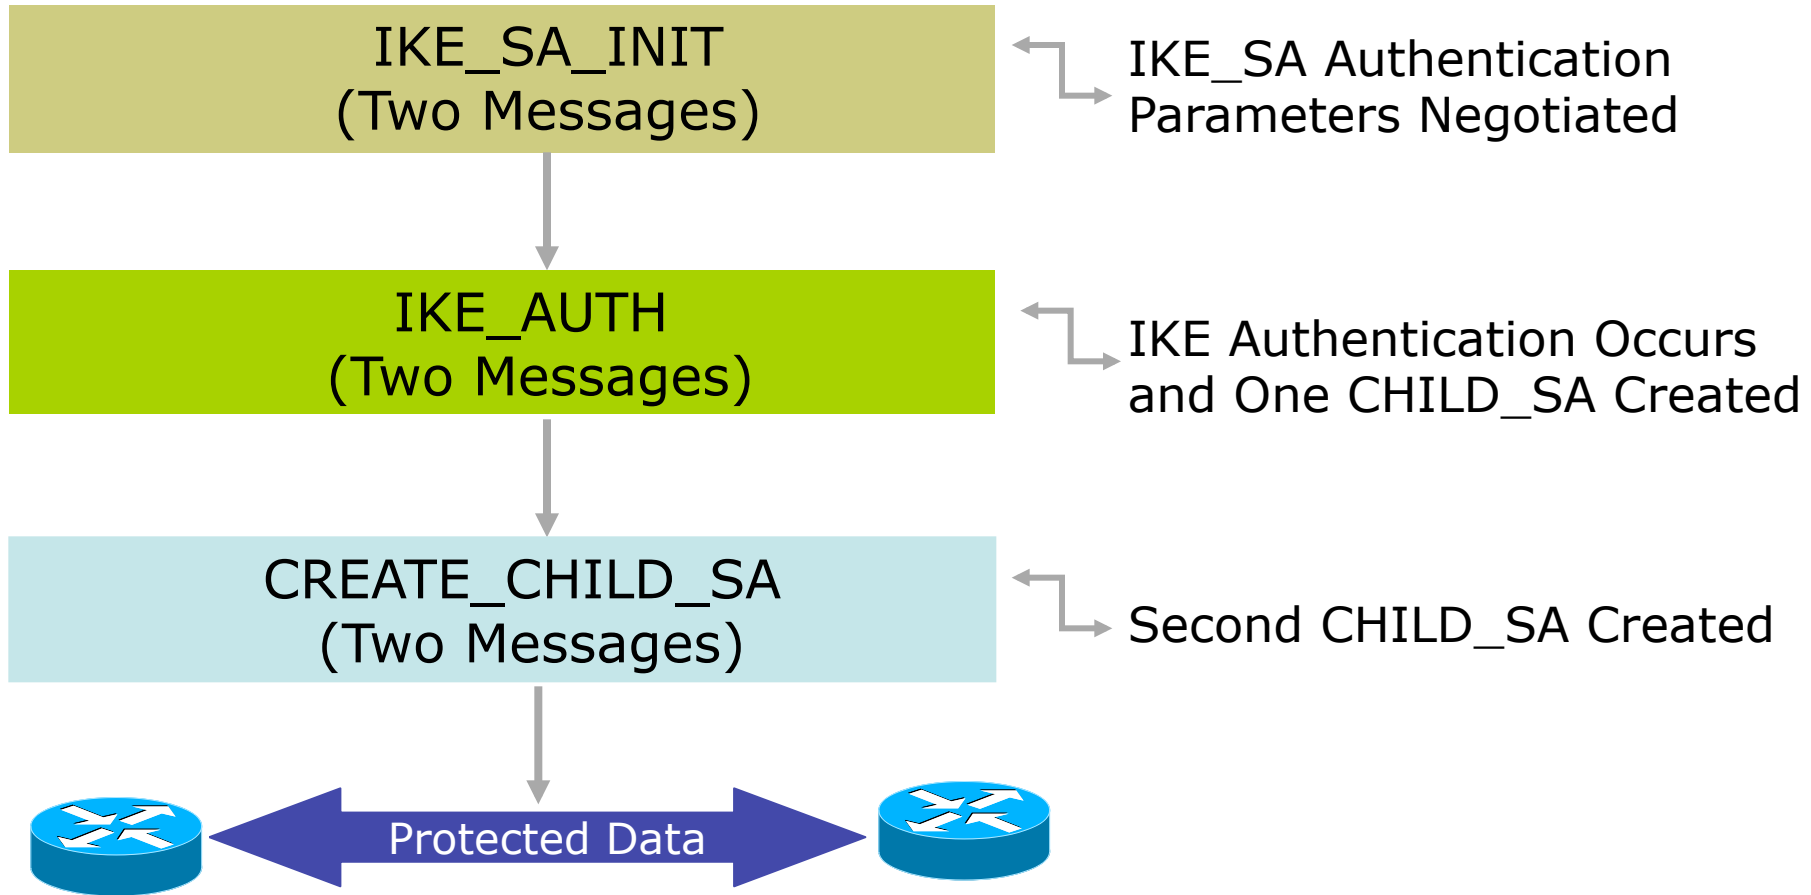 IKE_SA_INIT
(Two Messages)
IKE_SA Authentication
Parameters Negotiated
IKE_AUTH
(Two Messages)
IKE Authentication Occurs
and One CHILD_SA Created
CREATE_CHILD_SA
(Two Messages)
Second CHILD_SA Created
Protected Data